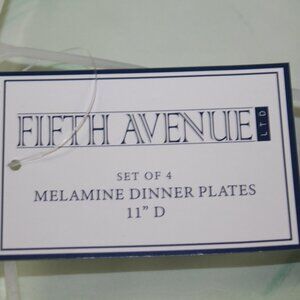 FIFTH AVENUE LTD
SET OF 4
MELAMINE DINNER PLATES
11" D